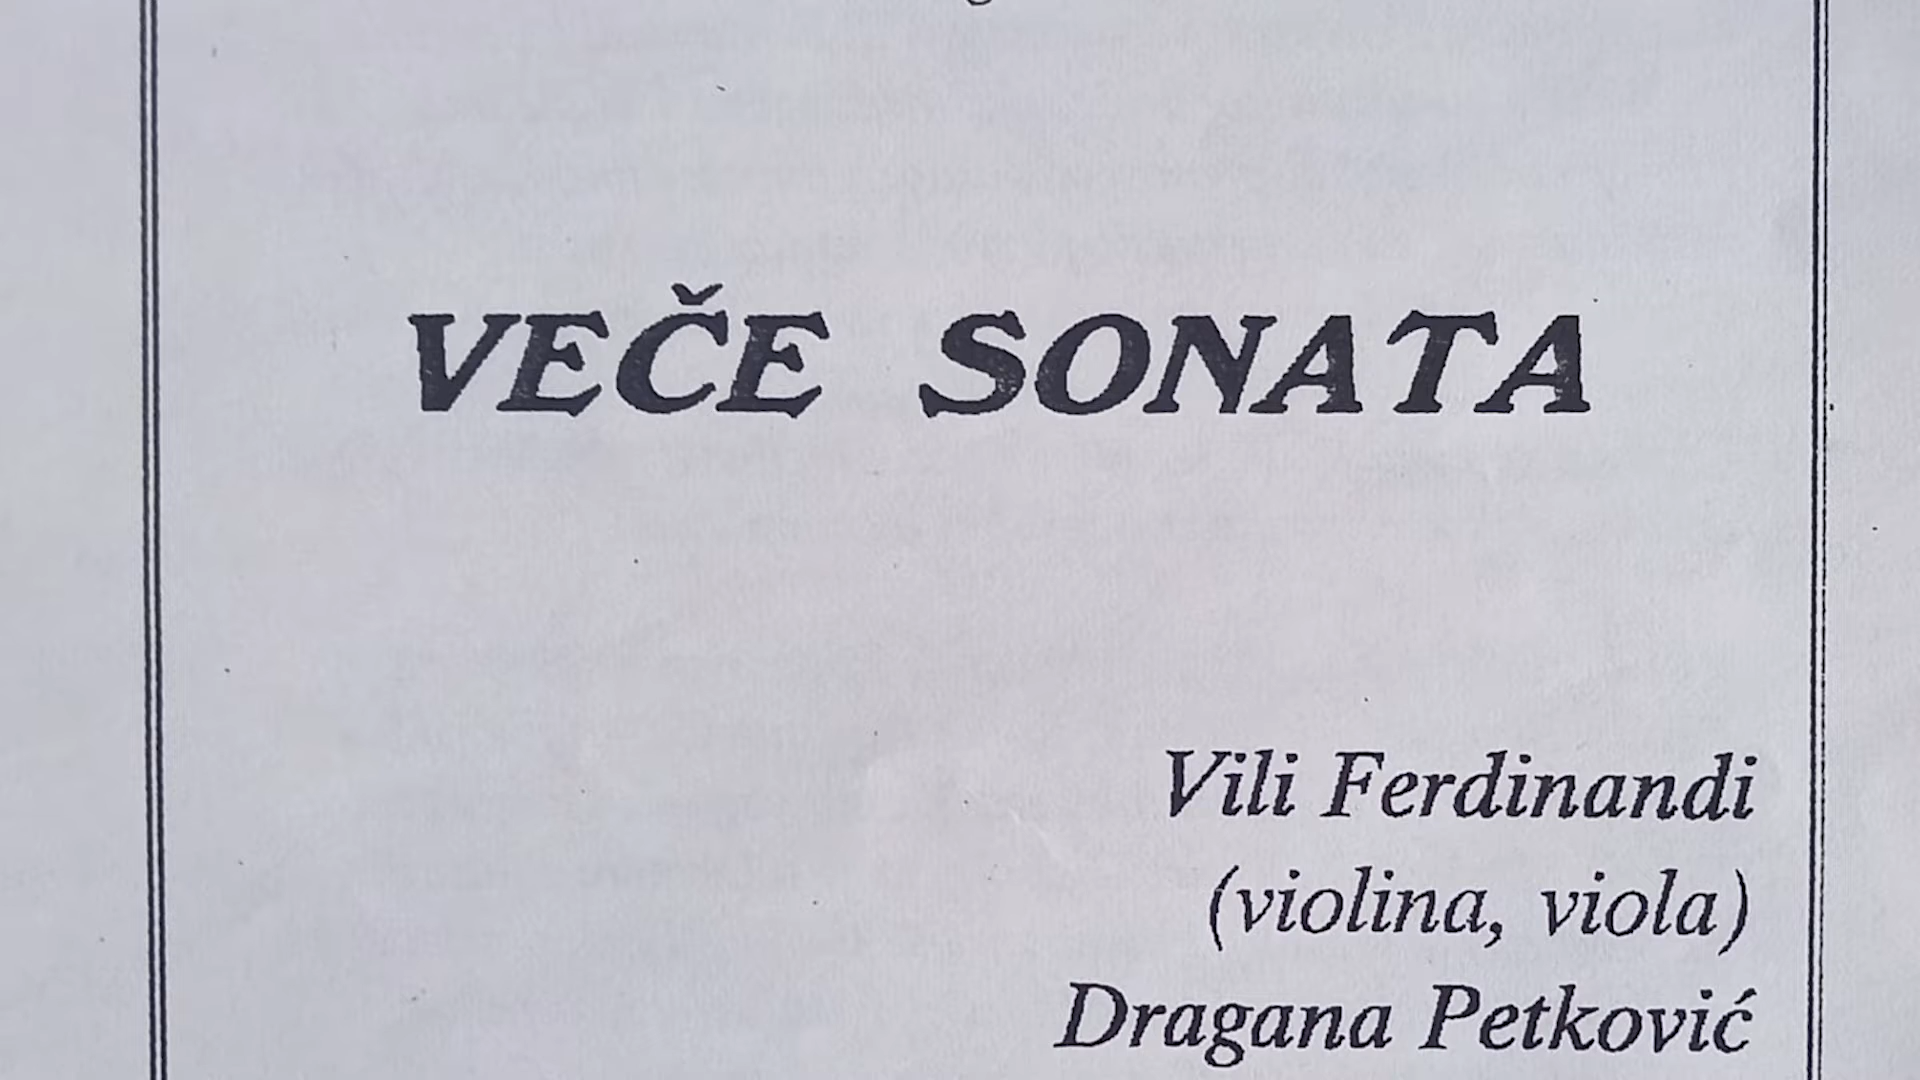 VEČE SONATA
Vili Ferdinandi
(violina, viola)
Dragana Petković